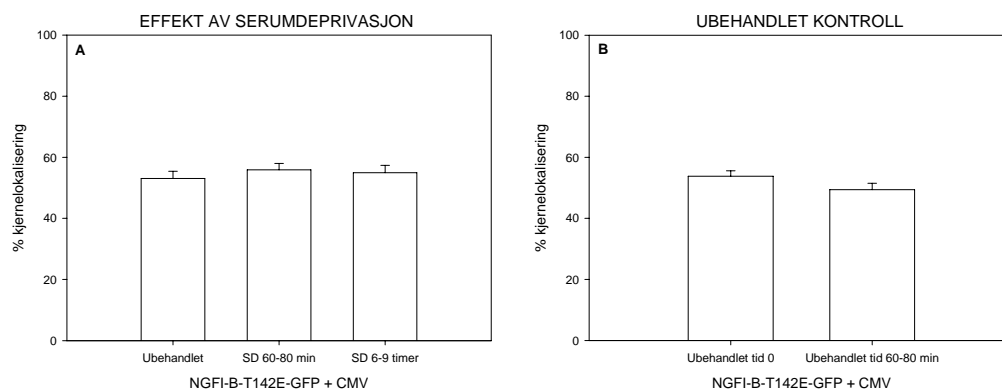 EFFEKT AV SERUMDEPRIVASJON
A
100
80
60
40
20
0
% kjernelokalisering
Ubehandlet
SD 60-80 min
SD 6-9 timer
NGFI-B-T142E-GFP + CMV
UBEHANDLET KONTROLL
B
100
80
60
40
20
0
% kjernelokalisering
Ubehandlet tid 0
Ubehandlet tid 60-80 min
NGFI-B-T142E-GFP + CMV